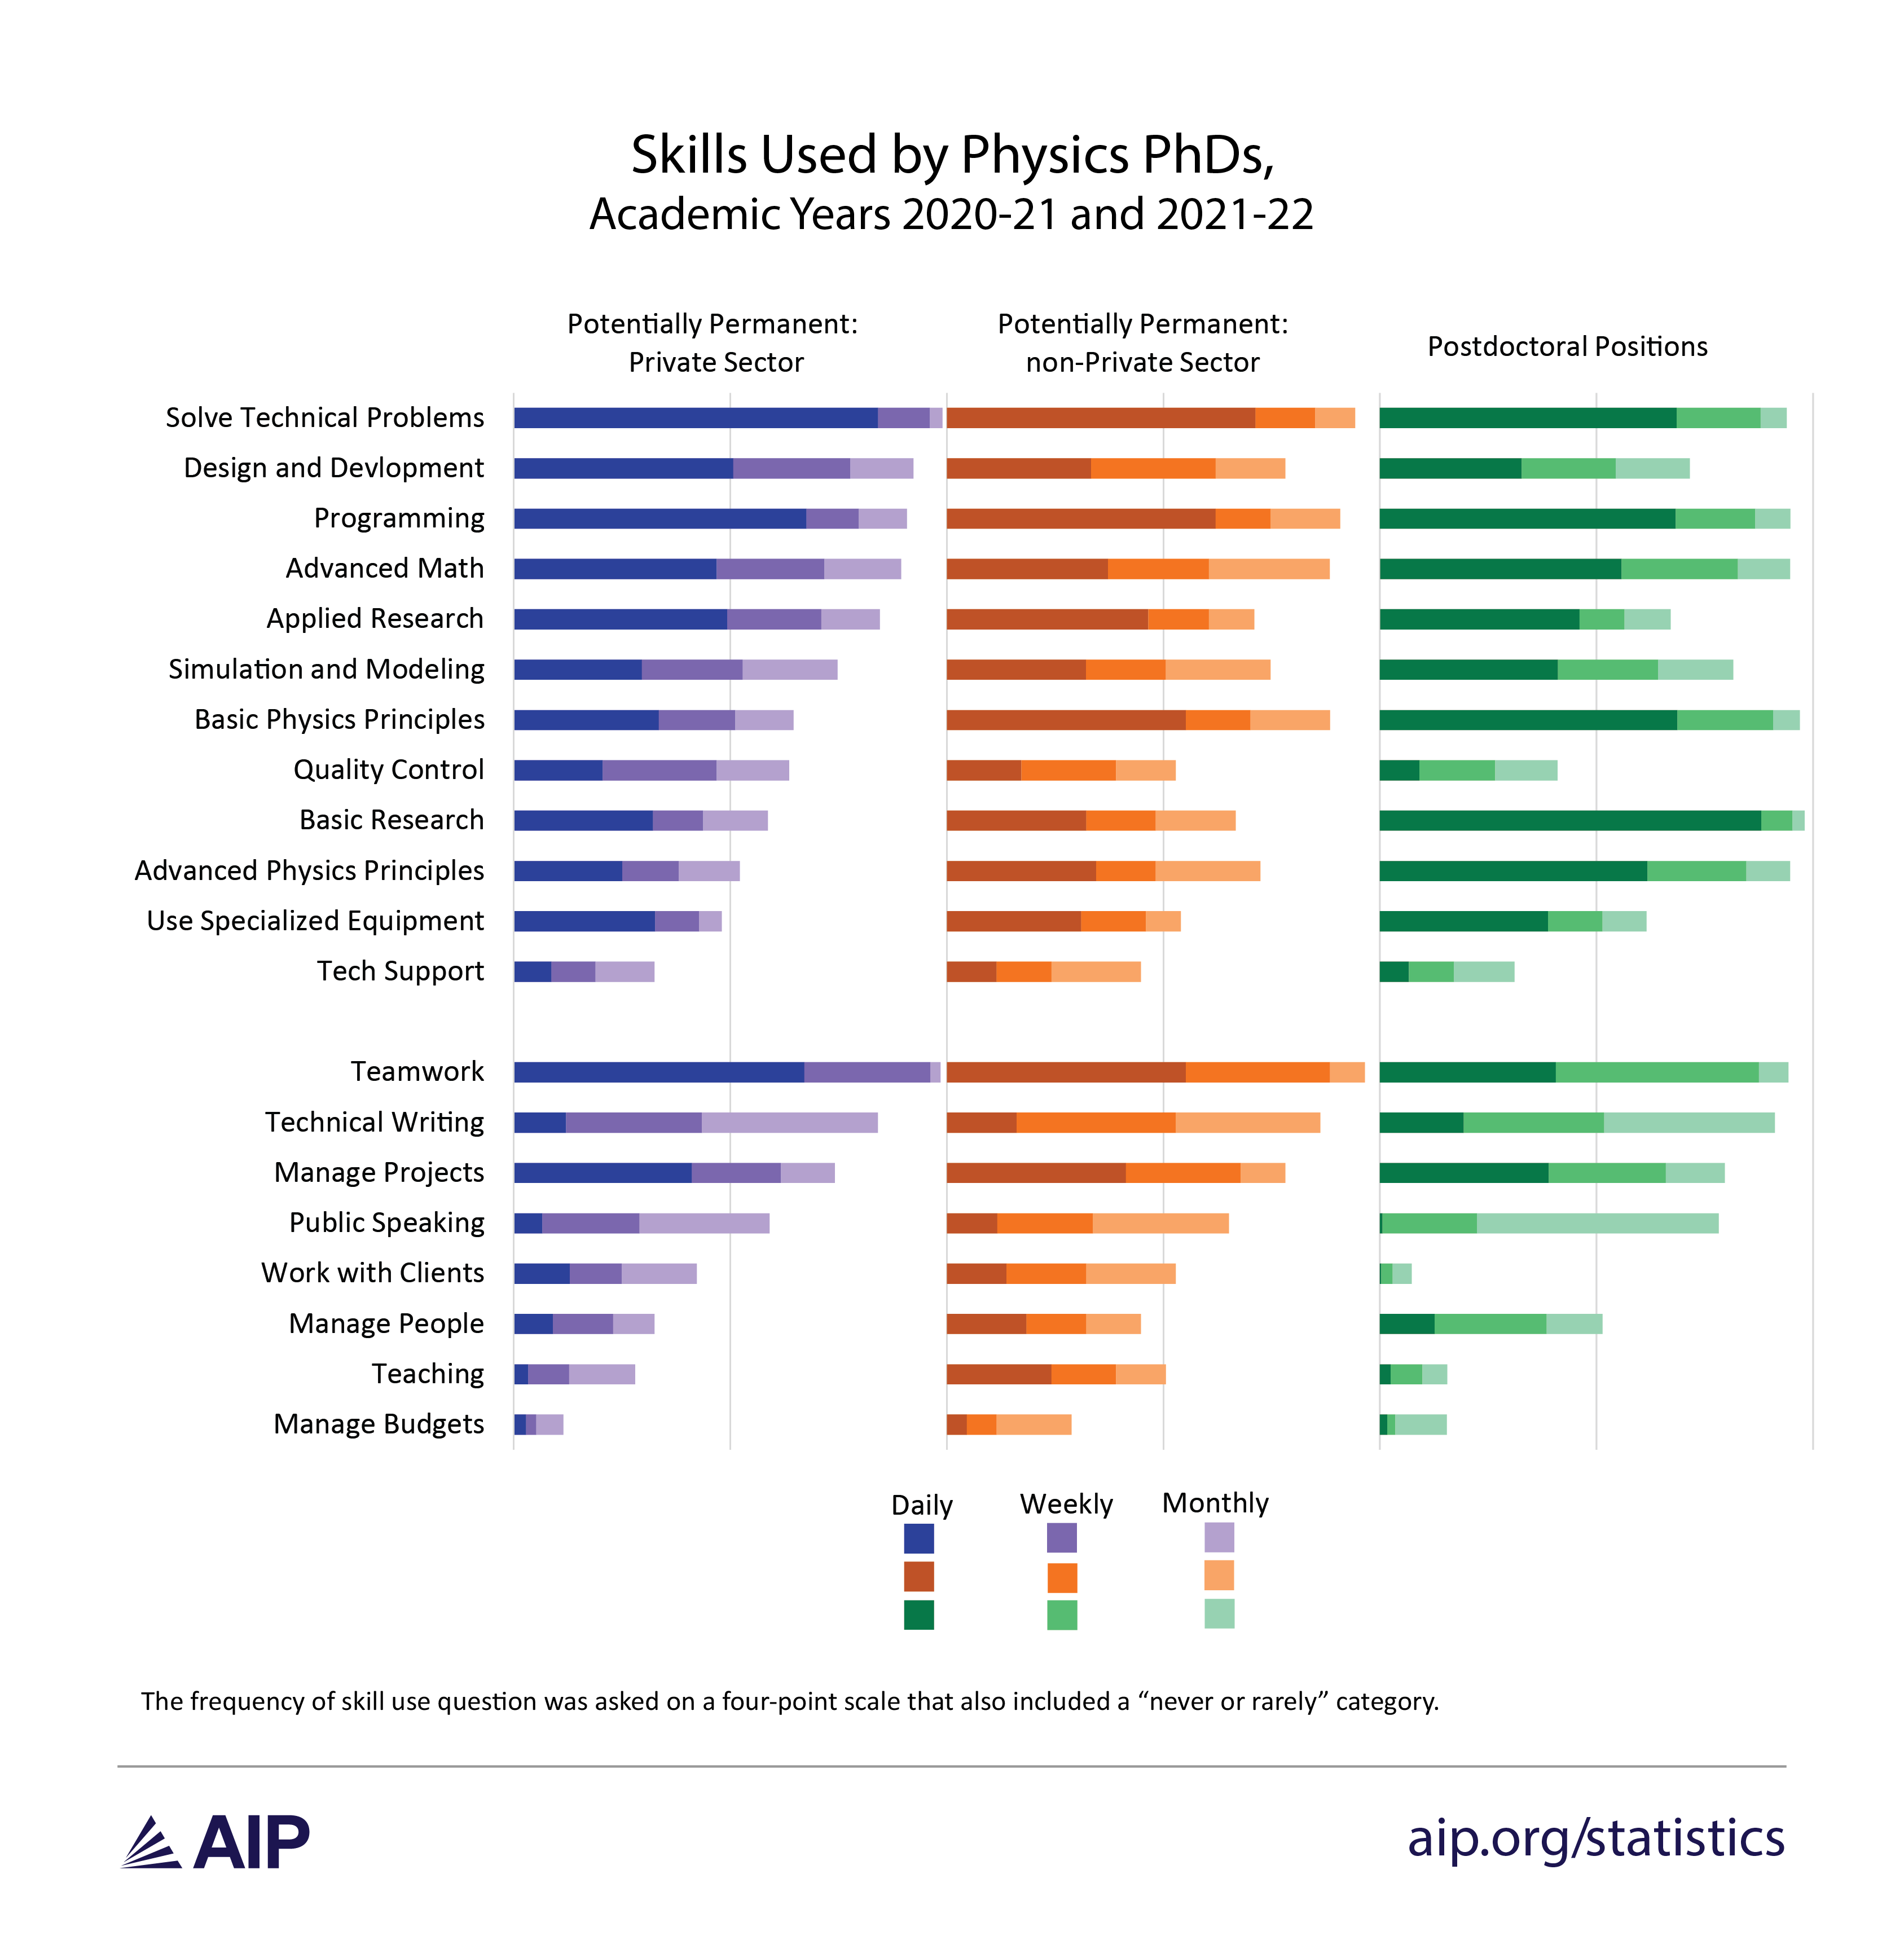 Skills Used by Physics PhDs,
Academic Years 2020-21 and 2021-22
Potentially Permanent:
Private Sector
Potentially Permanent:
non-Private Sector
Postdoctoral Positions
Solve Technical Problems
Design and Devlopment
Programming
Advanced Math
Applied Research
Simulation and Modeling
Basic Physics Principles
Quality Control
Basic Research
Advanced Physics Principles
Use Specialized Equipment
Tech Support
Teamwork
Technical Writing
Manage Projects
Public Speaking
Work with Clients
Manage People
Teaching
Manage Budgets
Daily
Weekly
Monthly
The frequency of skill use question was asked on a four-point scale that also included a “never or rarely” category.
AIP
aip.org/statistics